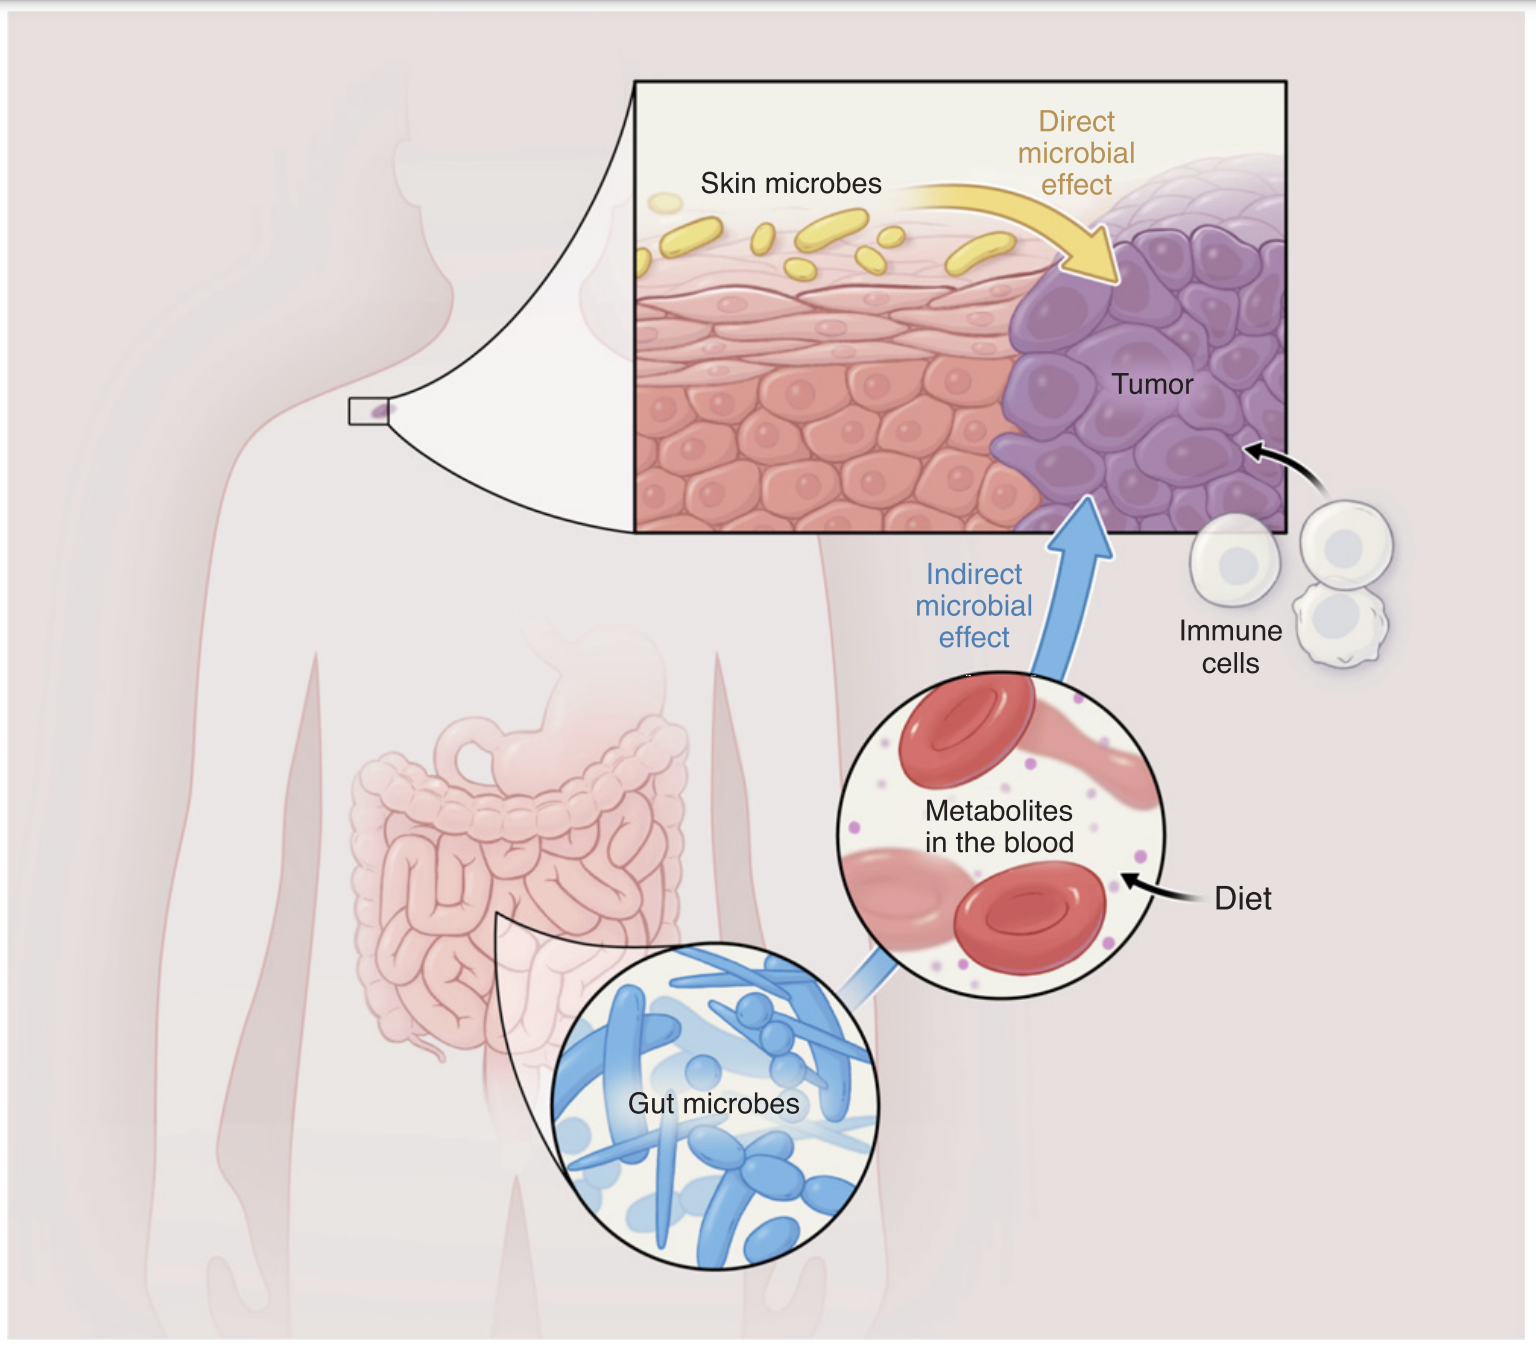 Direct
microbial
effect
Skin microbes
Tumor
Indirect
microbial
effect
Immune
cells
Metabolites
in the blood
Diet
Gut microbes